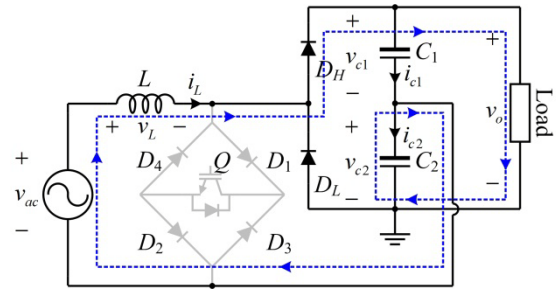 +
v_ac
−
L
i_L
+ v_L −
D_4
Q
D_1
D_2
D_3
D_H
D_L
+
v_c1
−
C_1
i_c1
+
v_c2
−
i_c2
C_2
+
v_o
−
Load